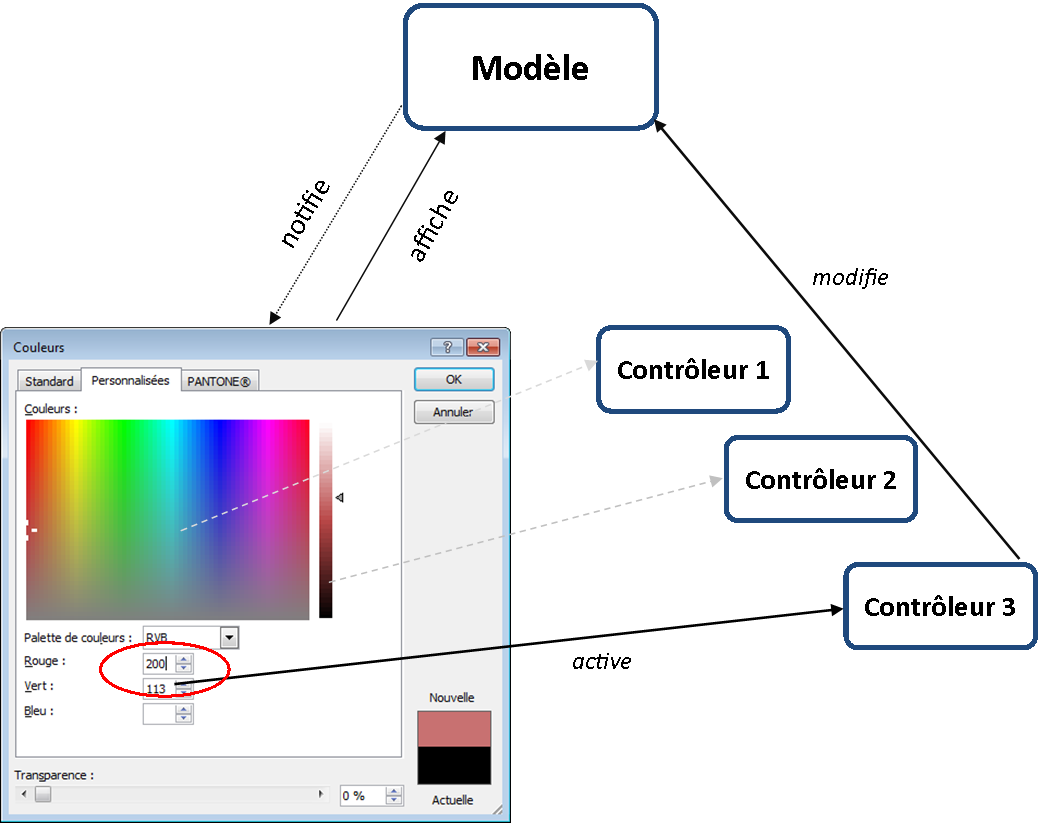 Modèle
notifie
affiche
modifie
Couleurs
?
Standard
Personnalisées
PANTONE®
OK
Couleurs :
Annuler
Contrôleur 1
Contrôleur 2
Contrôleur 3
Palette de couleurs : RVB
Rouge : 200
active
Vert : 113
Bleu :
Nouvelle
Transparence :
0 %
Actuelle